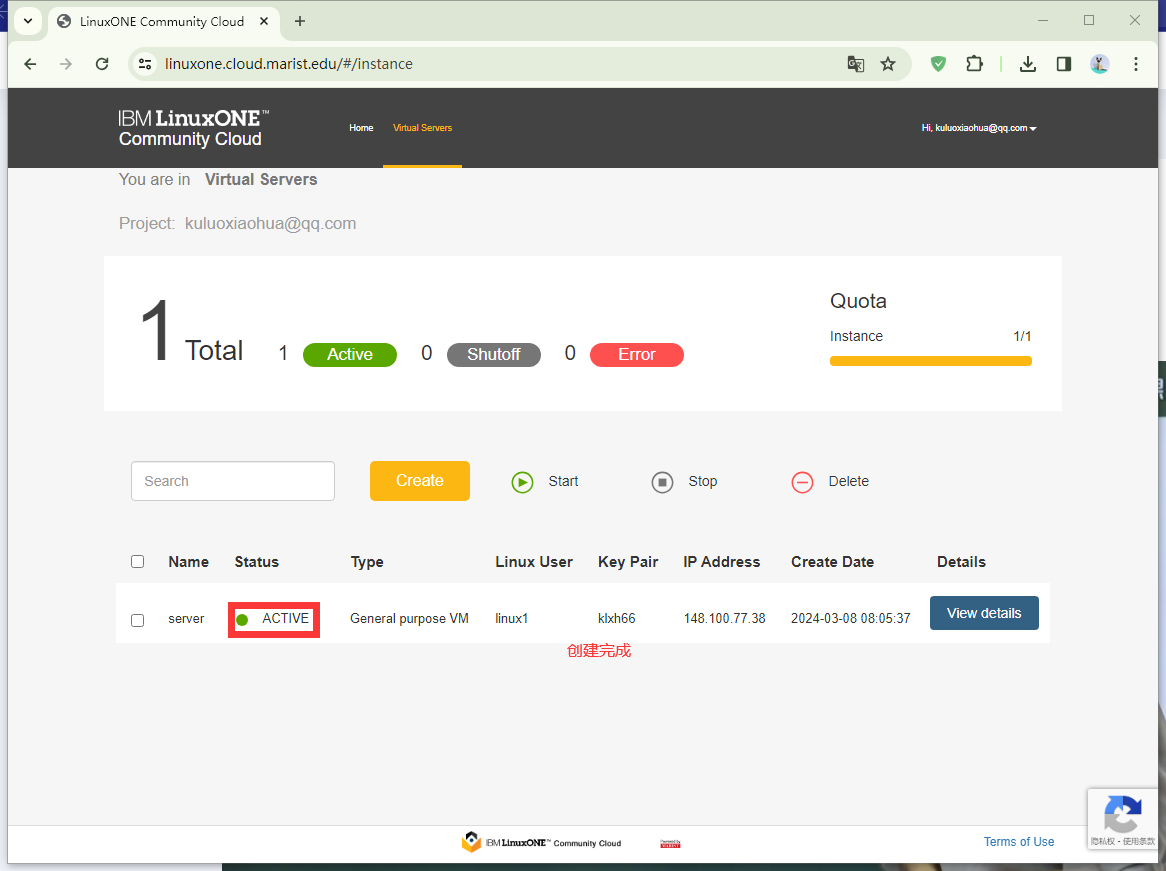 LinuxONE Community Cloud
linuxone.cloud.marist.edu/#/instance
IBM LinuxONE™
Community Cloud
Home Virtual Servers Hi, kuluoxiaohua@qq.com
You are in Virtual Servers
Project: kuluoxiaohua@qq.com
Quota
Instance 1/1
1 Total 1 Active 0 Shutoff 0 Error
Search Create Start Stop Delete
Name Status Type Linux User Key Pair IP Address Create Date Details
server ACTIVE General purpose VM linux1 klxh66 148.100.77.38 2024-03-08 08:05:37 View details
创建完成
IBM LinuxONE™ Community Cloud Terms of Use
隐私权 - 使用条款